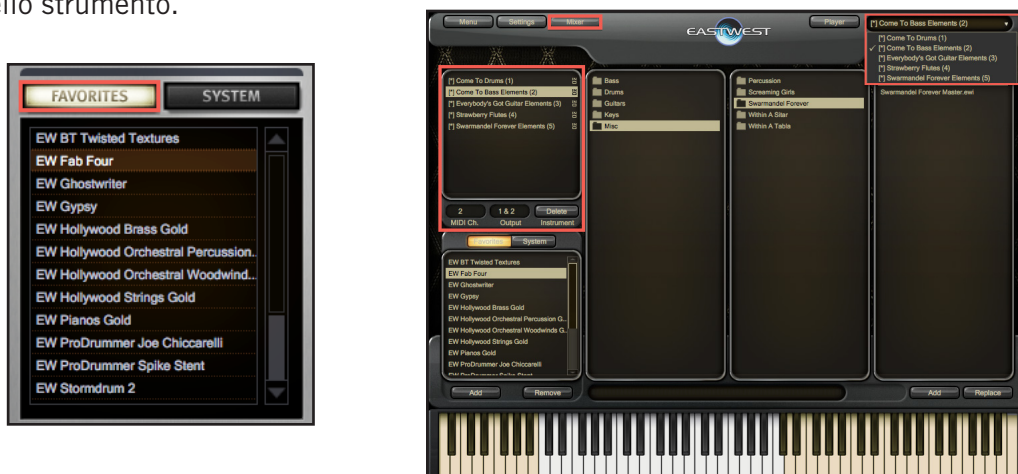 ello strumento.
FAVORITES
SYSTEM
EW BT Twisted Textures
EW Fab Four
EW Ghostwriter
EW Gypsy
EW Hollywood Brass Gold
EW Hollywood Orchestral Percussion..
EW Hollywood Orchestral Woodwind...
EW Hollywood Strings Gold
EW Pianos Gold
EW ProDrummer Joe Chiccarelli
EW ProDrummer Spike Stent
EW Stormdrum 2
Menu
Settings
Mixer
EASTWEST
Player
[*] Come To Bass Elements (2)
[*] Come To Drums (1)
✓ [*] Come To Bass Elements (2)
[*] Everybody's Got Guitar Elements (3)
[*] Strawberry Flutes (4)
[*] Swarmandel Forever Elements (5)
[*] Come To Drums (1)
[*] Come To Bass Elements (2)
[*] Everybody's Got Guitar Elements (3)
[*] Strawberry Flutes (4)
[*] Swarmandel Forever Elements (5)
2
1 & 2
Delete
MIDI Ch.
Output
Instrument
Bass
Drums
Guitars
Keys
Misc
Percussion
Screaming Girls
Swarmandel Forever
Within A Sitar
Within A Tabla
Swarmandel Forever Master.ewi
Favorites
System
EW BT Twisted Textures
EW Fab Four
EW Ghostwriter
EW Gypsy
EW Hollywood Brass Gold
EW Hollywood Orchestral Percussion G..
EW Hollywood Orchestral Woodwinds G..
EW Hollywood Strings Gold
EW Pianos Gold
EW ProDrummer Joe Chiccarelli
EW ProDrummer Spike Stent
Add
Remove
Add
Replace